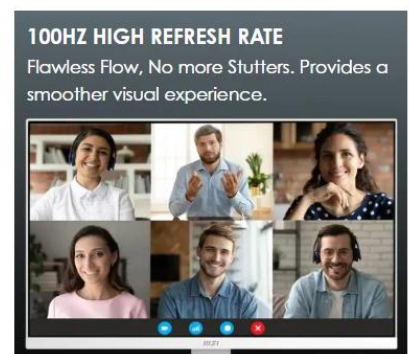 100HZ HIGH REFRESH RATE
Flawless Flow, No more Stutters. Provides a
smoother visual experience.